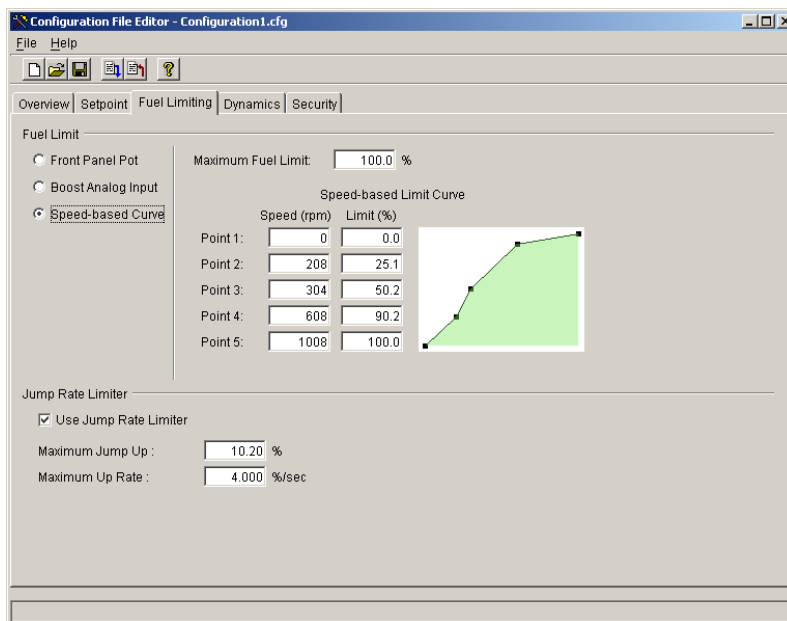 Configuration File Editor - Configuration1.cfg
File Help
Overview Setpoint Fuel Limiting Dynamics Security
Fuel Limit
Front Panel Pot
Boost Analog Input
Speed-based Curve
Maximum Fuel Limit: 100.0 %
Speed-based Limit Curve
Speed (rpm) Limit (%)
Point 1: 0 0.0
Point 2: 208 25.1
Point 3: 304 50.2
Point 4: 608 90.2
Point 5: 1008 100.0
Jump Rate Limiter
Use Jump Rate Limiter
Maximum Jump Up : 10.20 %
Maximum Up Rate : 4.000 %/sec